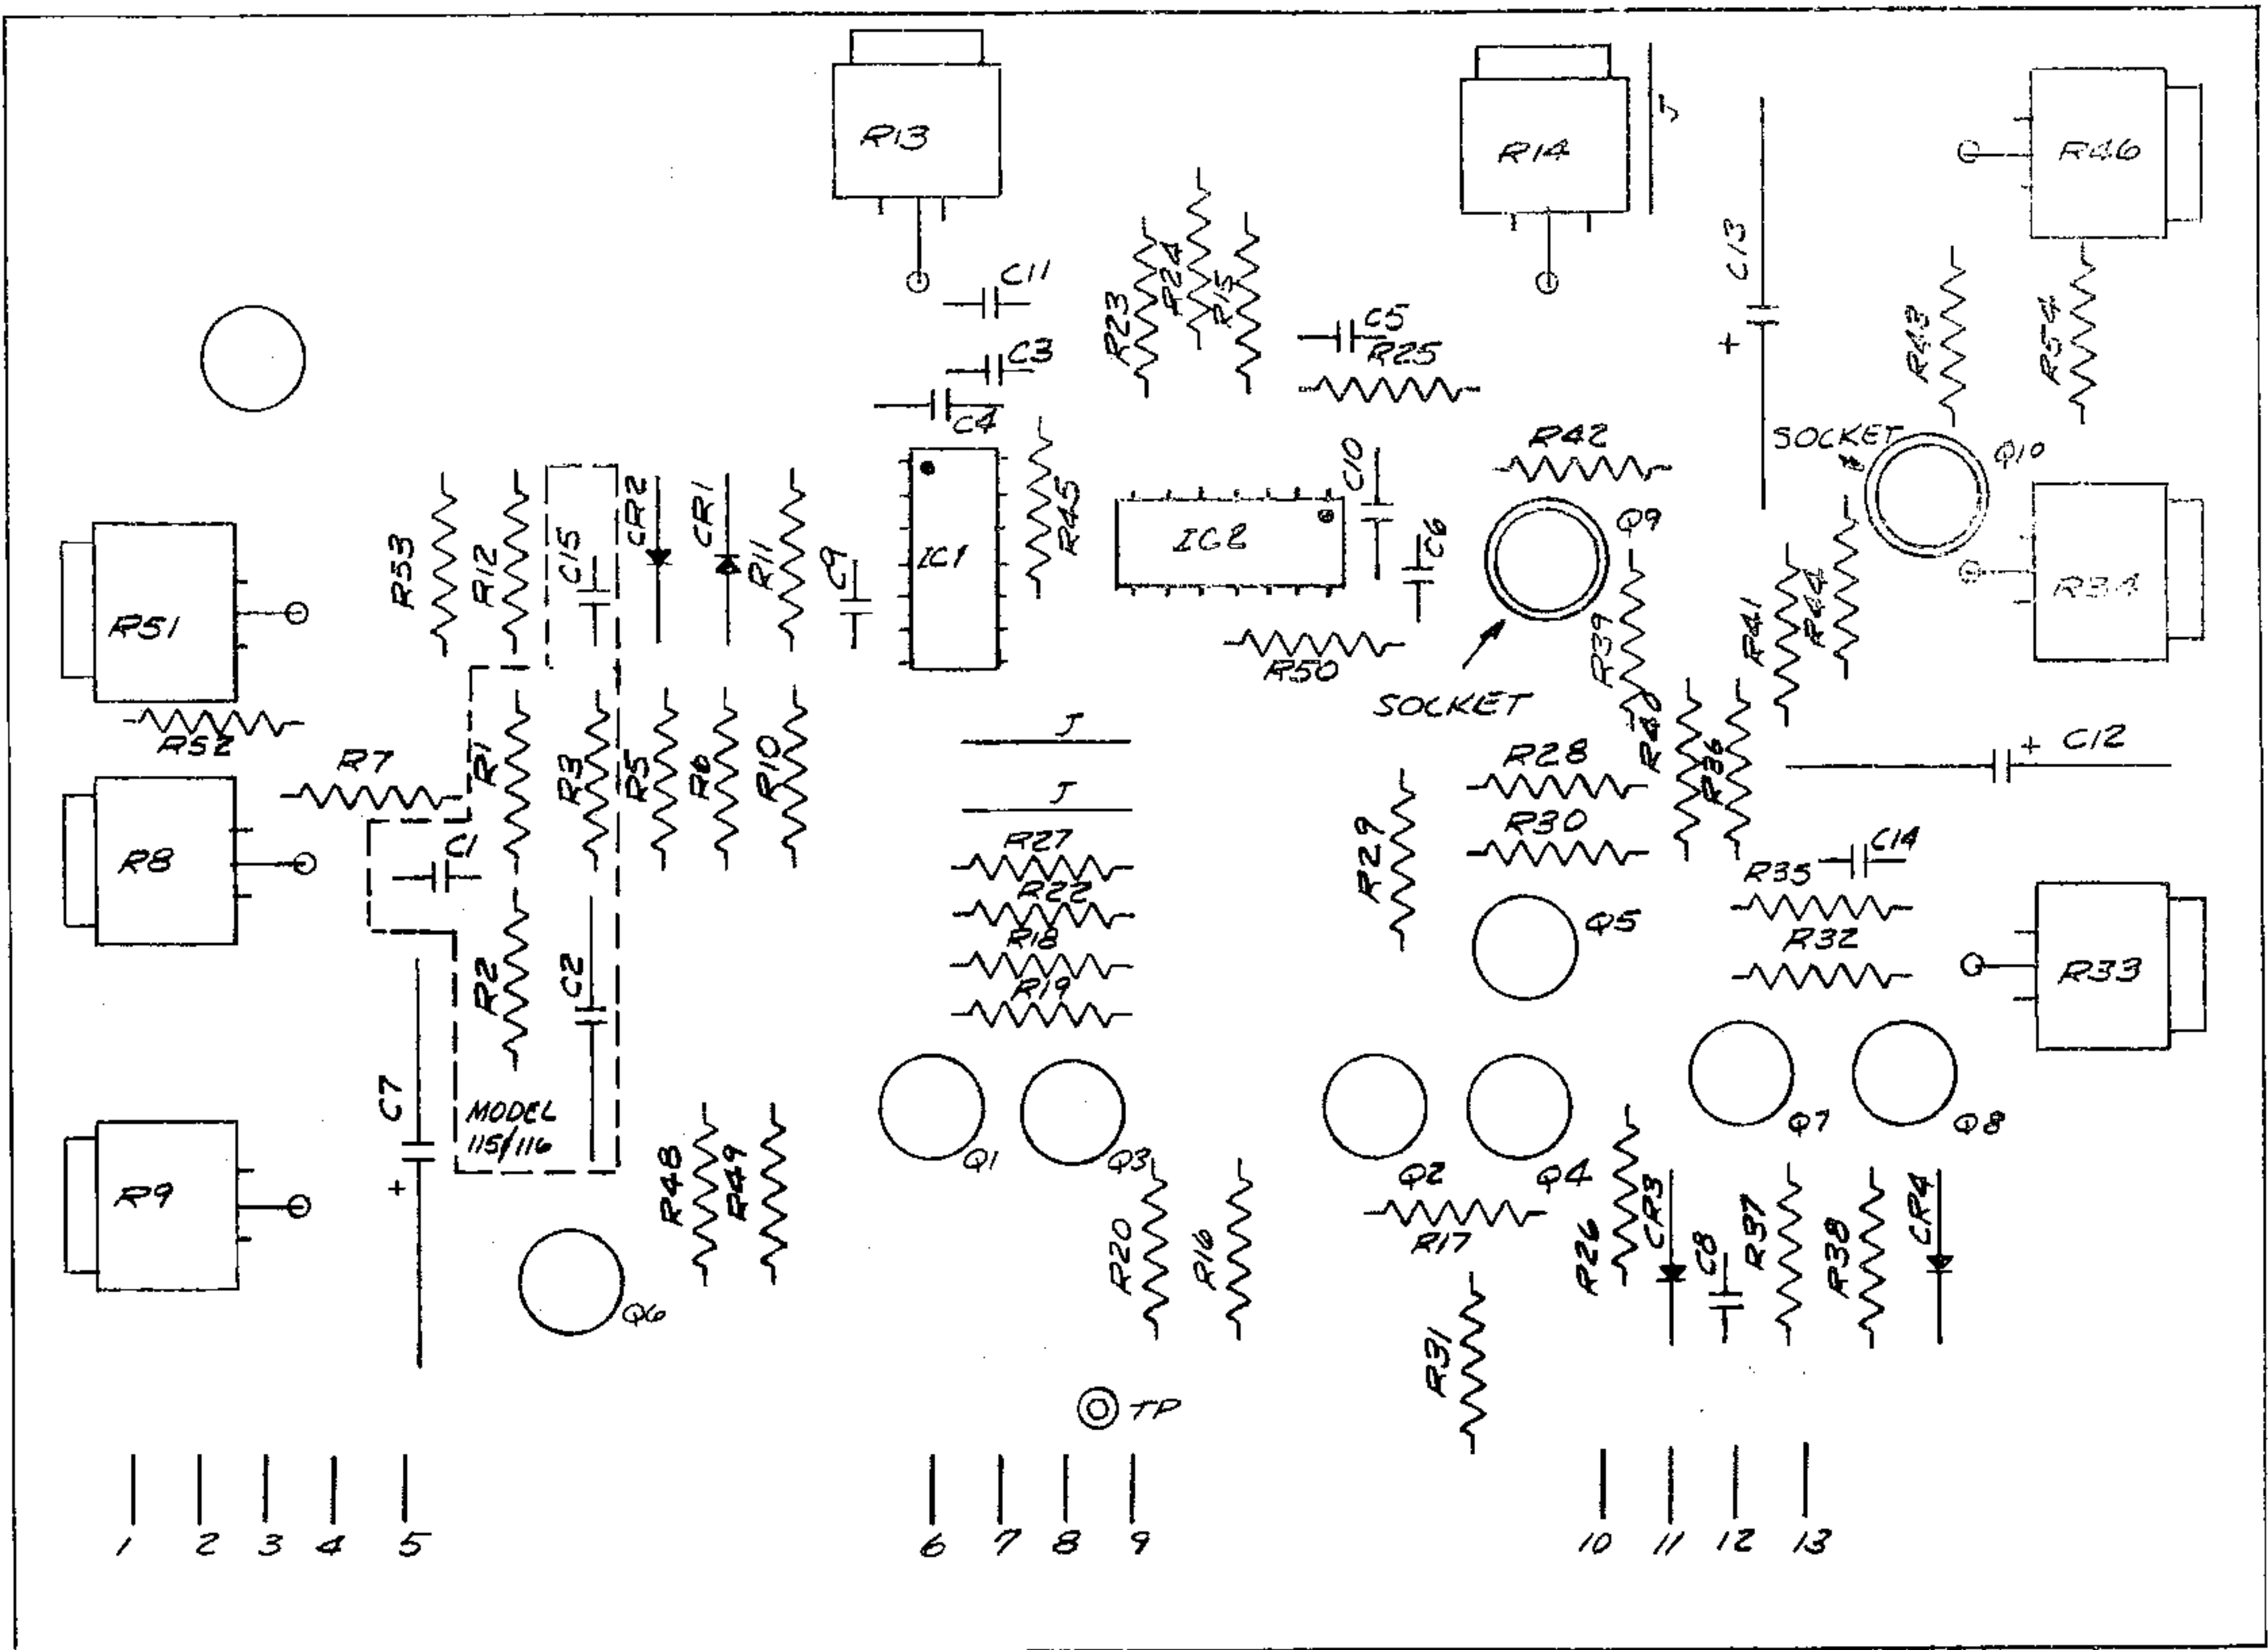 R13
R14
J
R46
C11
R23
R24
R15
C5
R25
C13
+
R43
R54
C3
C4
R42
SOCKET
Q10
R53
R12
C15
CR2
CR1
R11
C9
IC1
R45
IC2
C10
C6
Q9
R39
R41
R44
R34
R51
R50
SOCKET
R52
R7
R1
R3
R5
R6
R10
J
J
R28
R40
R36
+ C12
R8
C1
R27
R22
R18
R19
R29
R30
R35
C14
R32
Q5
R33
R2
C2
C7
+
MODEL
115/116
R9
R48
R49
Q1
Q3
Q2
Q4
Q7
Q8
R20
R16
R17
R26
CR3
C8
R37
R38
CR4
Q6
R31
TP
1 2 3 4 5 6 7 8 9 10 11 12 13